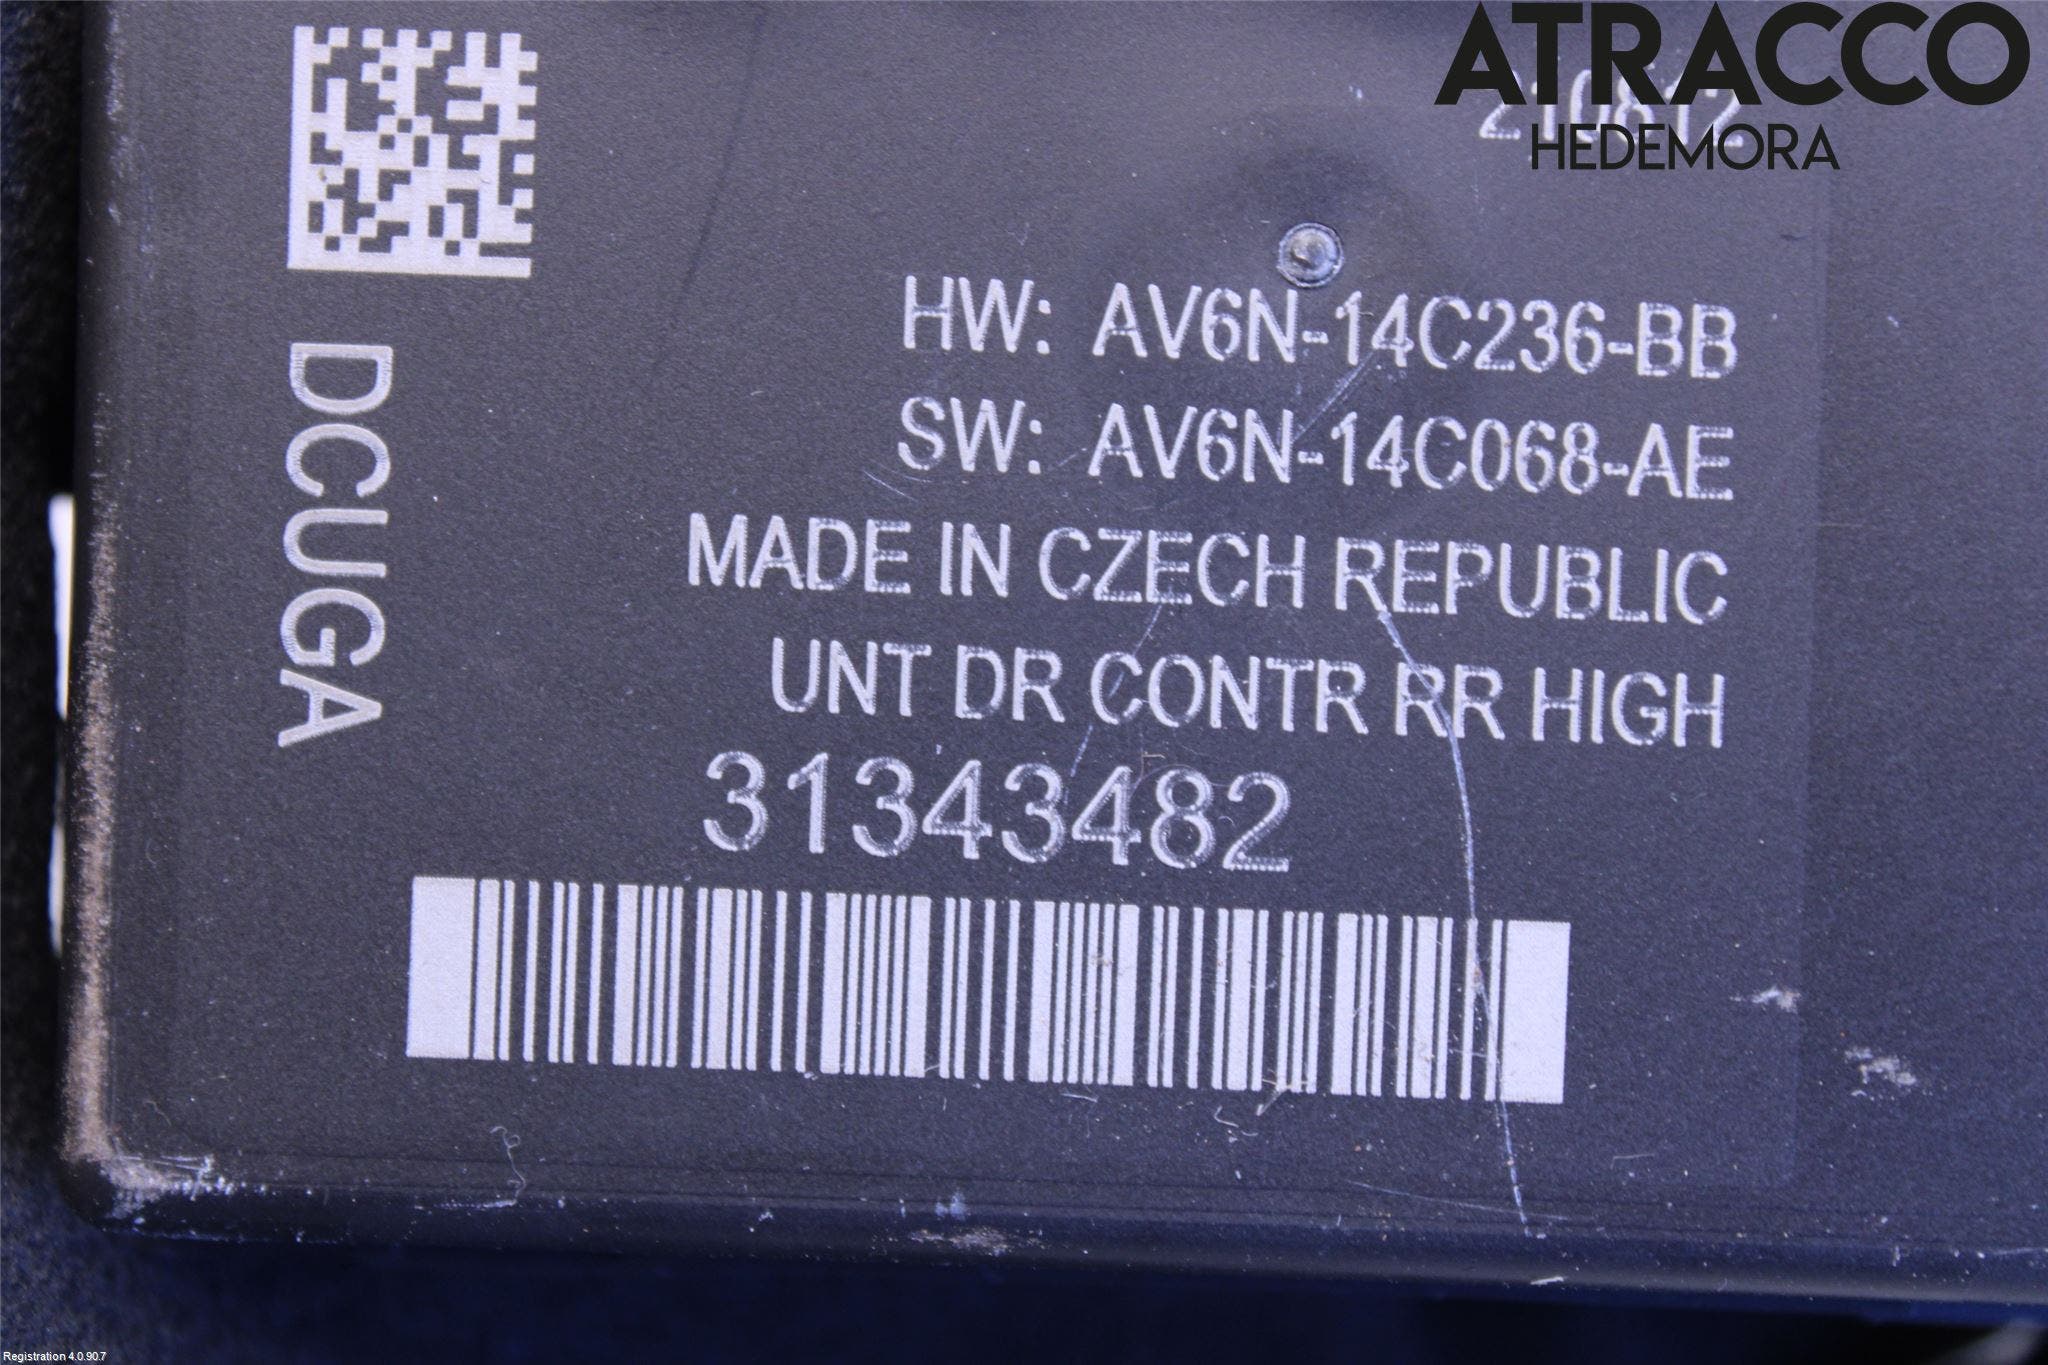 ATRACCO
HEDEMORA
210812
HW: AV6N-14C236-BB
SW: AV6N-14C068-AE
MADE IN CZECH REPUBLIC
UNT DR CONTR RR HIGH
31343482
DCUGA
Registration 4.0.90.7